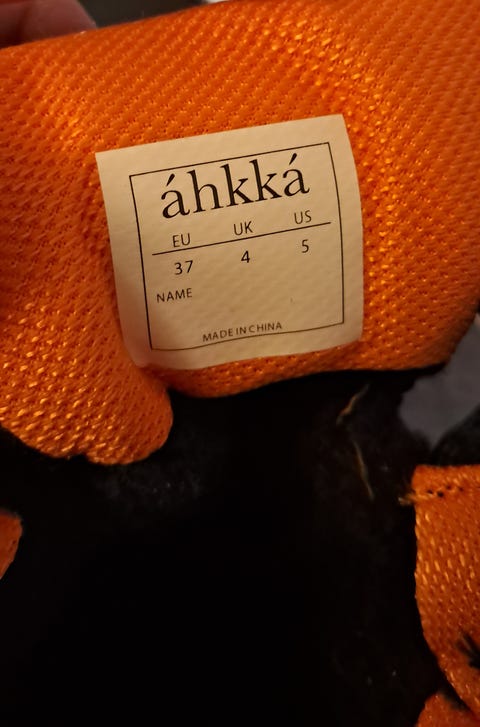 áhkká
EU UK US
37 4 5
NAME
MADE IN CHINA